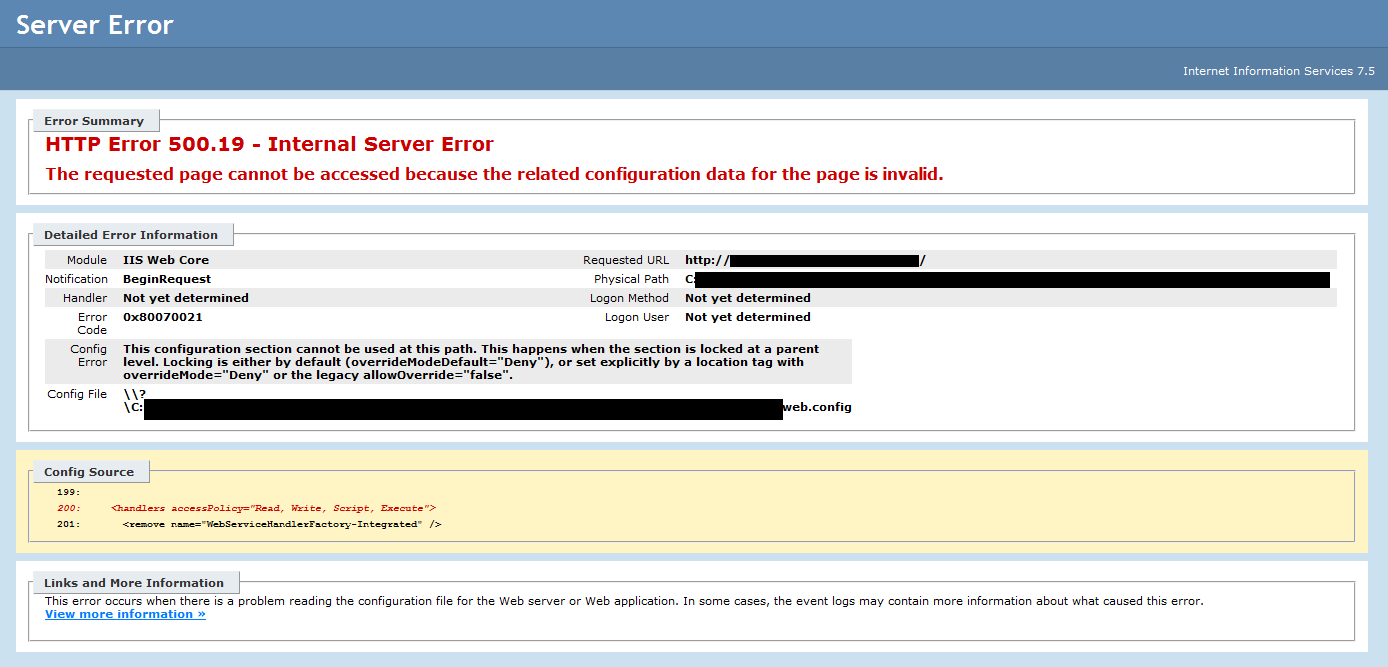 Server Error
Internet Information Services 7.5
Error Summary
HTTP Error 500.19 - Internal Server Error
The requested page cannot be accessed because the related configuration data for the page is invalid.
Detailed Error Information
Module IIS Web Core
Notification BeginRequest
Handler Not yet determined
Error Code 0x80070021
Requested URL http:// /
Physical Path C:
Logon Method Not yet determined
Logon User Not yet determined
Config Error This configuration section cannot be used at this path. This happens when the section is locked at a parent
level. Locking is either by default (overrideModeDefault="Deny"), or set explicitly by a location tag with
overrideMode="Deny" or the legacy allowOverride="false".
Config File \\?
\C: web.config
Config Source
199:
200: <handlers accessPolicy="Read, Write, Script, Execute">
201: <remove name="WebServiceHandlerFactory-Integrated" />
Links and More Information
This error occurs when there is a problem reading the configuration file for the Web server or Web application. In some cases, the event logs may contain more information about what caused this error.
View more information »